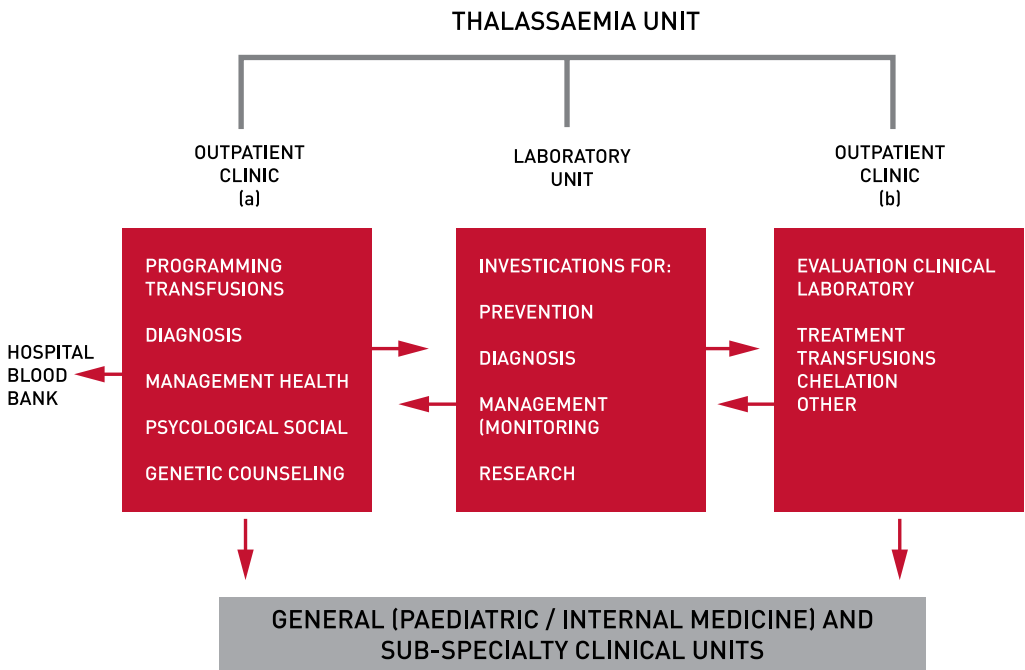 THALASSAEMIA UNIT
OUTPATIENT
CLINIC
(a)
LABORATORY
UNIT
OUTPATIENT
CLINIC
(b)
HOSPITAL
BLOOD
BANK
PROGRAMMING
TRANSFUSIONS
DIAGNOSIS
MANAGEMENT HEALTH
PSYCOLOGICAL SOCIAL
GENETIC COUNSELING
INVESTICATIONS FOR:
PREVENTION
DIAGNOSIS
MANAGEMENT
(MONITORING
RESEARCH
EVALUATION CLINICAL
LABORATORY
TREATMENT
TRANSFUSIONS
CHELATION
OTHER
GENERAL (PAEDIATRIC / INTERNAL MEDICINE) AND
SUB-SPECIALTY CLINICAL UNITS